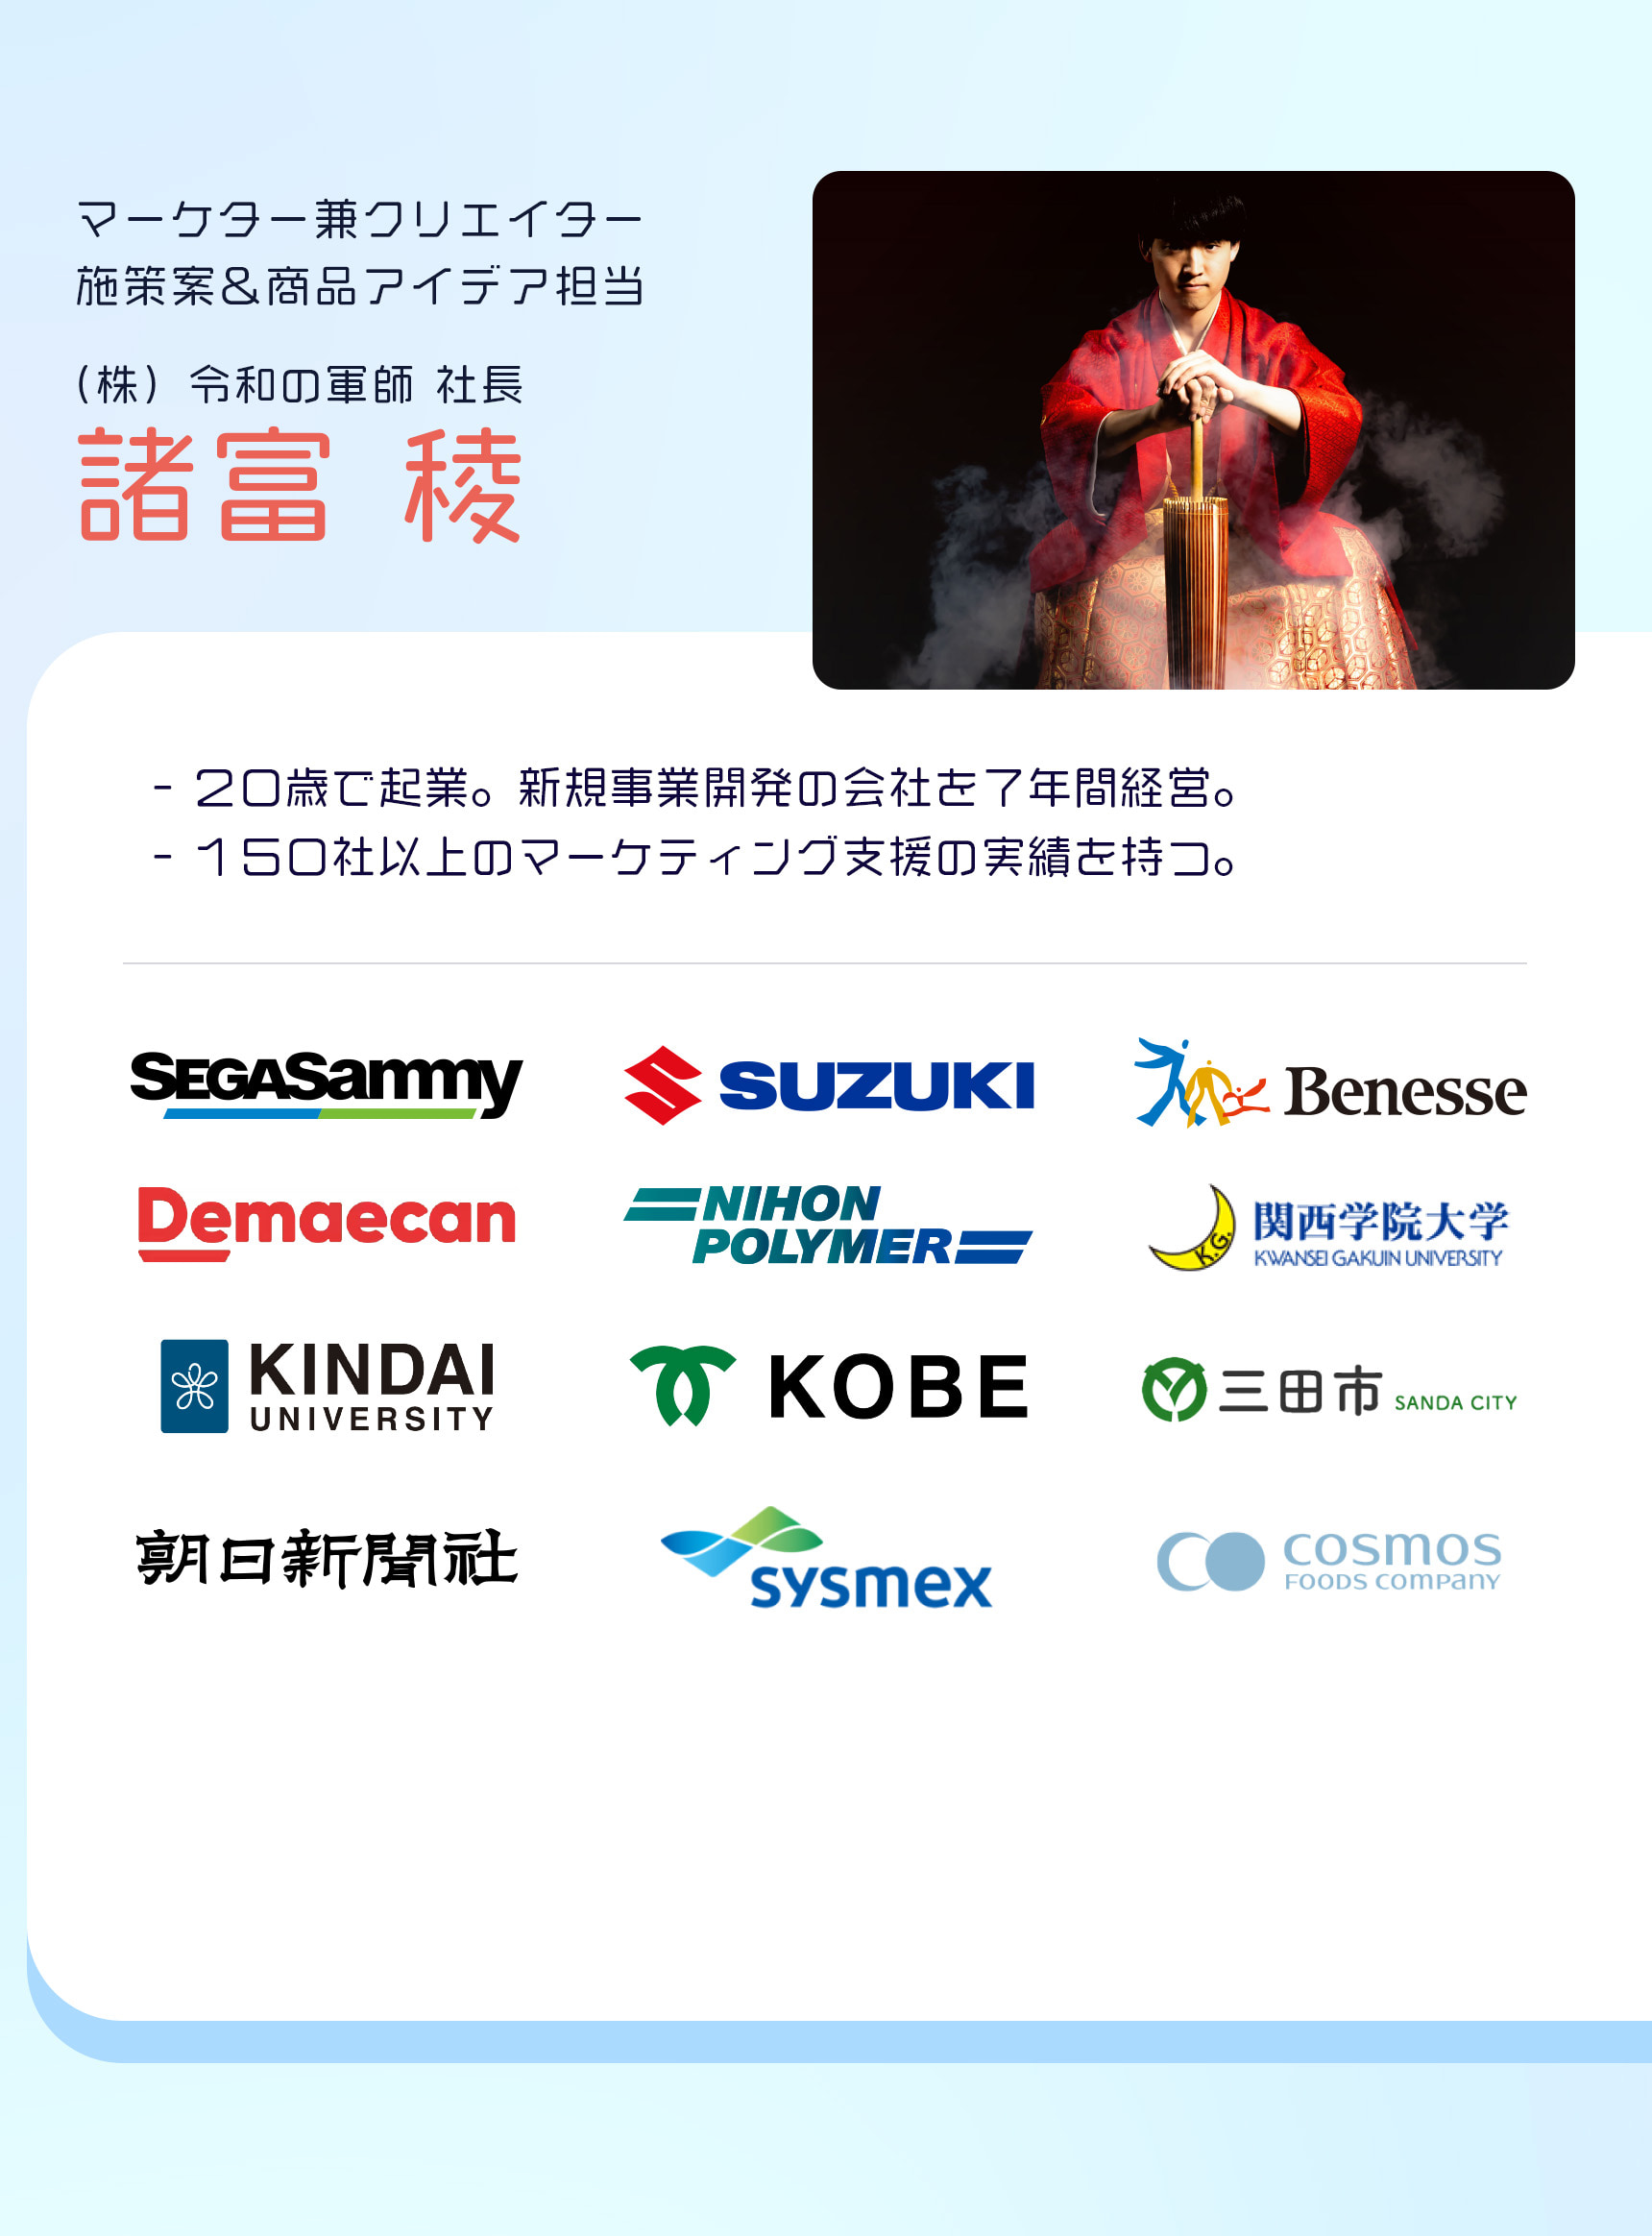 マーケター兼クリエイター
施策案＆商品アイデア担当
(株) 令和の軍師 社長
諸富 稜
- 20歳で起業。新規事業開発の会社を7年間経営。
- 150社以上のマーケティング支援の実績を持つ。
SEGASammy
SUZUKI
Benesse
Demaecan
NIHON
POLYMER
K.G.
関西学院大学
KWANSEI GAKUIN UNIVERSITY
KINDAI
UNIVERSITY
KOBE
三田市 SANDA CITY
朝日新聞社
sysmex
cosmos
FOODS COMPANY